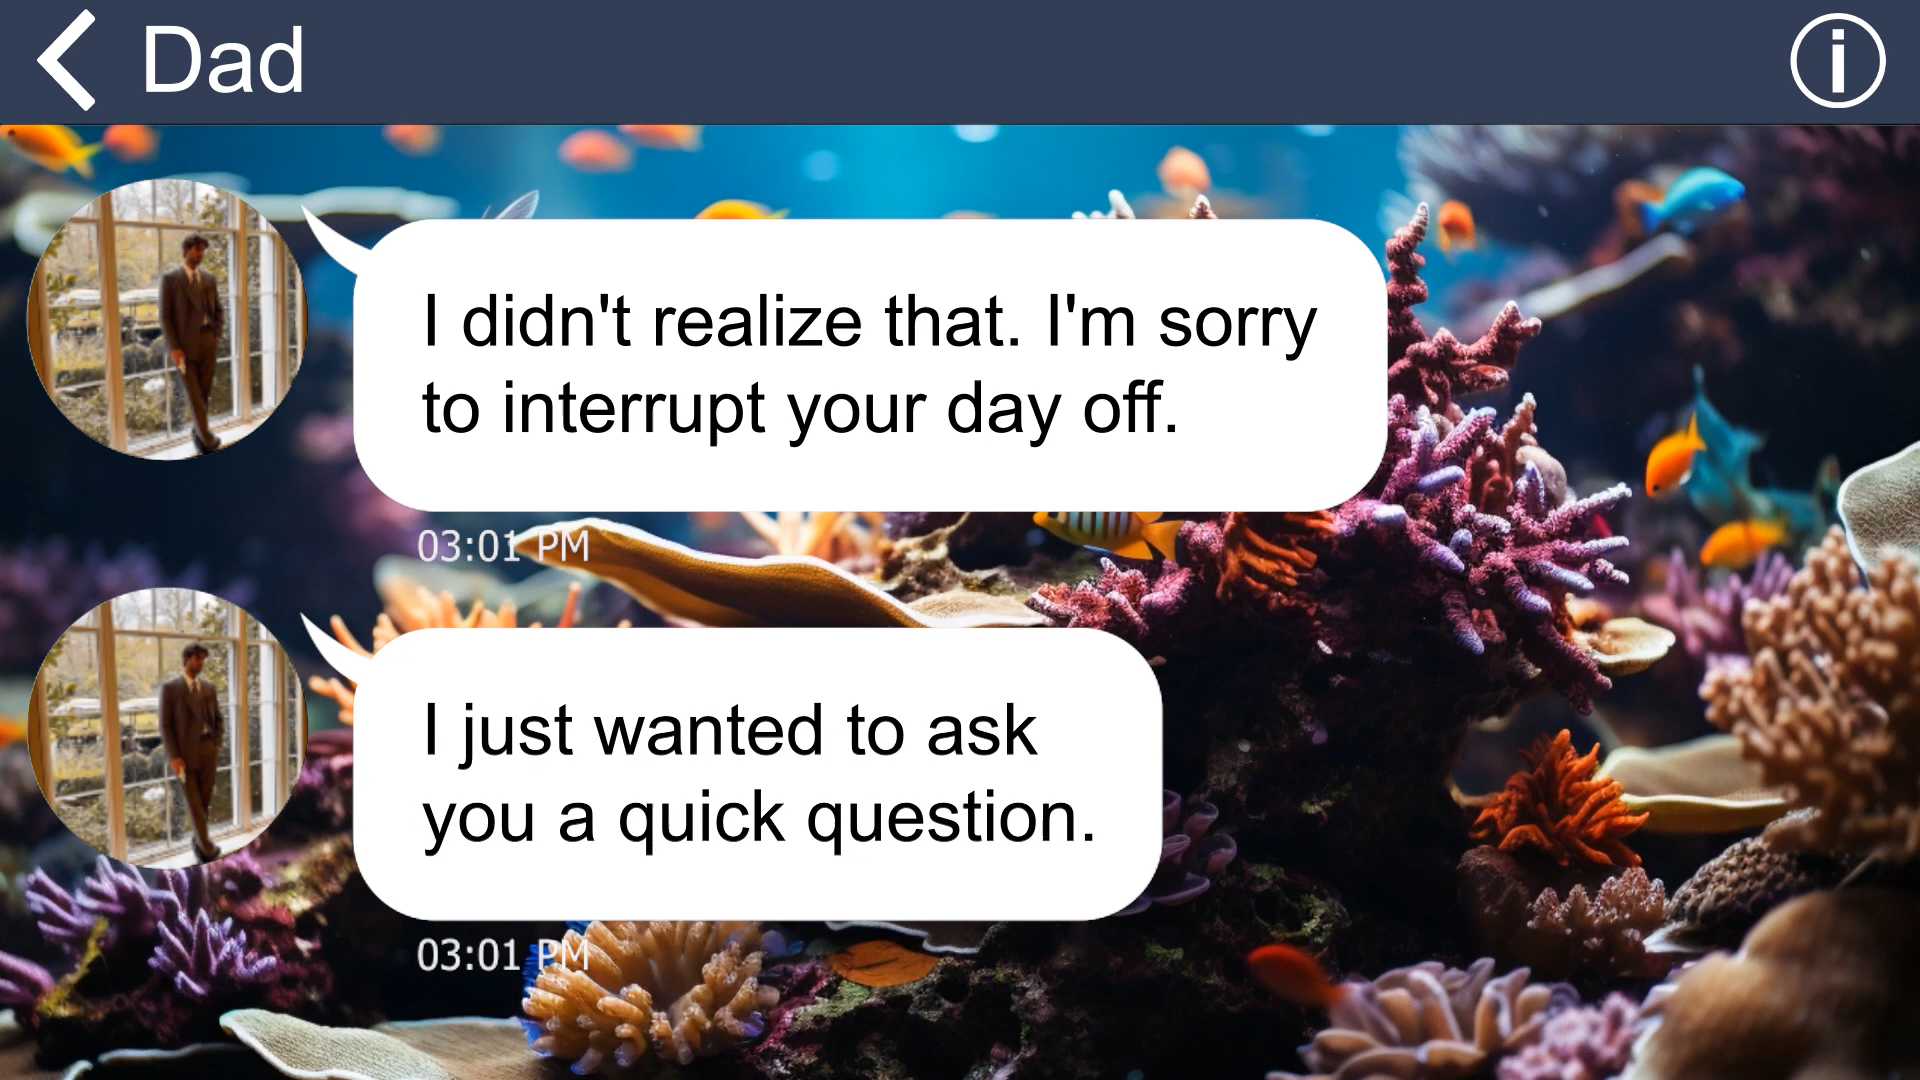 Dad
I didn't realize that. I'm sorry
to interrupt your day off.
03:01 PM
I just wanted to ask
you a quick question.
03:01 PM